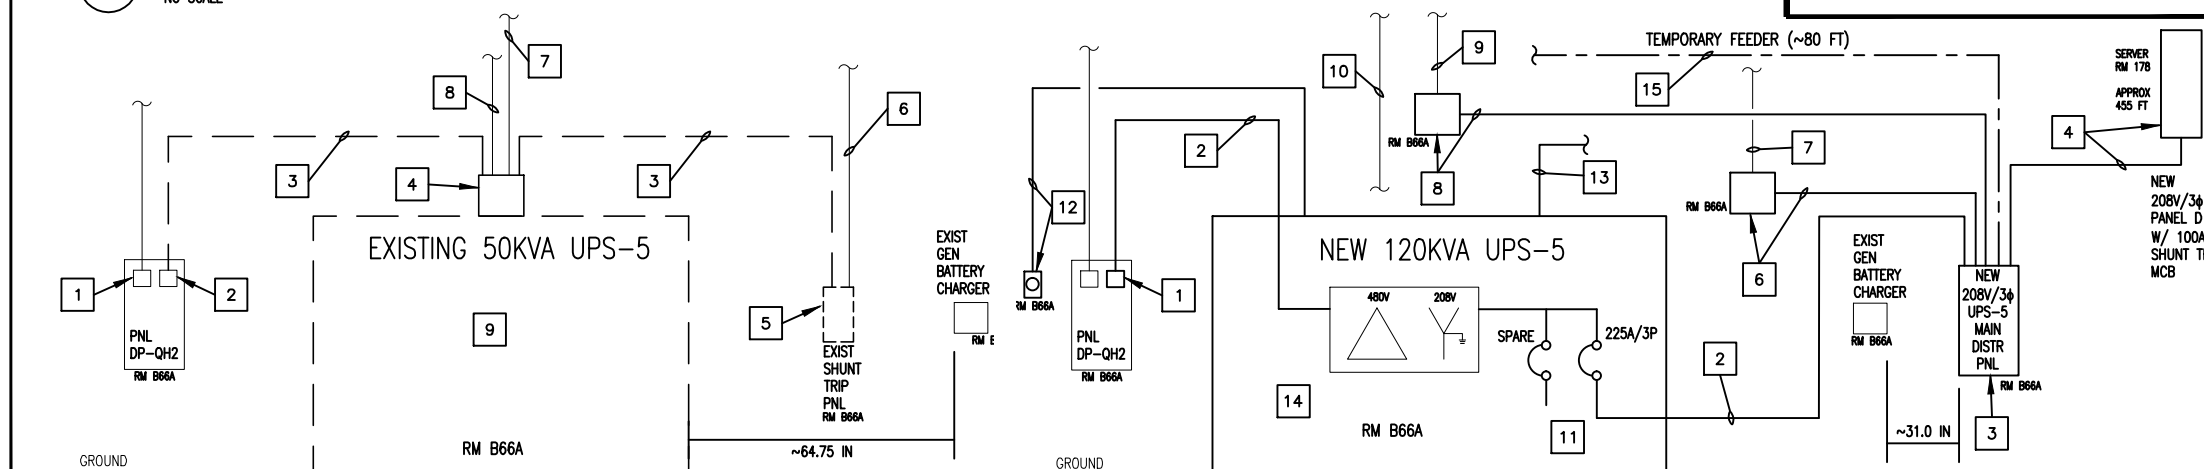 NO SCALE
7
8
6
3
4
3
EXISTING 50KVA UPS-5
1
2
PNL
DP-QH2
RM B66A
9
5
EXIST
SHUNT
TRIP
PNL
RM B66A
EXIST
GEN
BATTERY
CHARGER
RM B66A
~64.75 IN
GROUND
10
9
TEMPORARY FEEDER (~80 FT)
15
SERVER
RM 178
APPROX
455 FT
4
2
RM B66A
8
13
7
12
RM B66A
6
NEW
208V/3ϕ
PANEL D
W/ 100A
MCB
NEW 120KVA UPS-5
RM B66A
1
PNL
DP-QH2
RM B66A
480V
208V
SPARE
225A/3P
EXIST
GEN
BATTERY
CHARGER
RM B66A
NEW
208V/3ϕ
UPS-5
MAIN
DISTR
PNL
RM B66A
2
14
RM B66A
11
~31.0 IN
3
GROUND